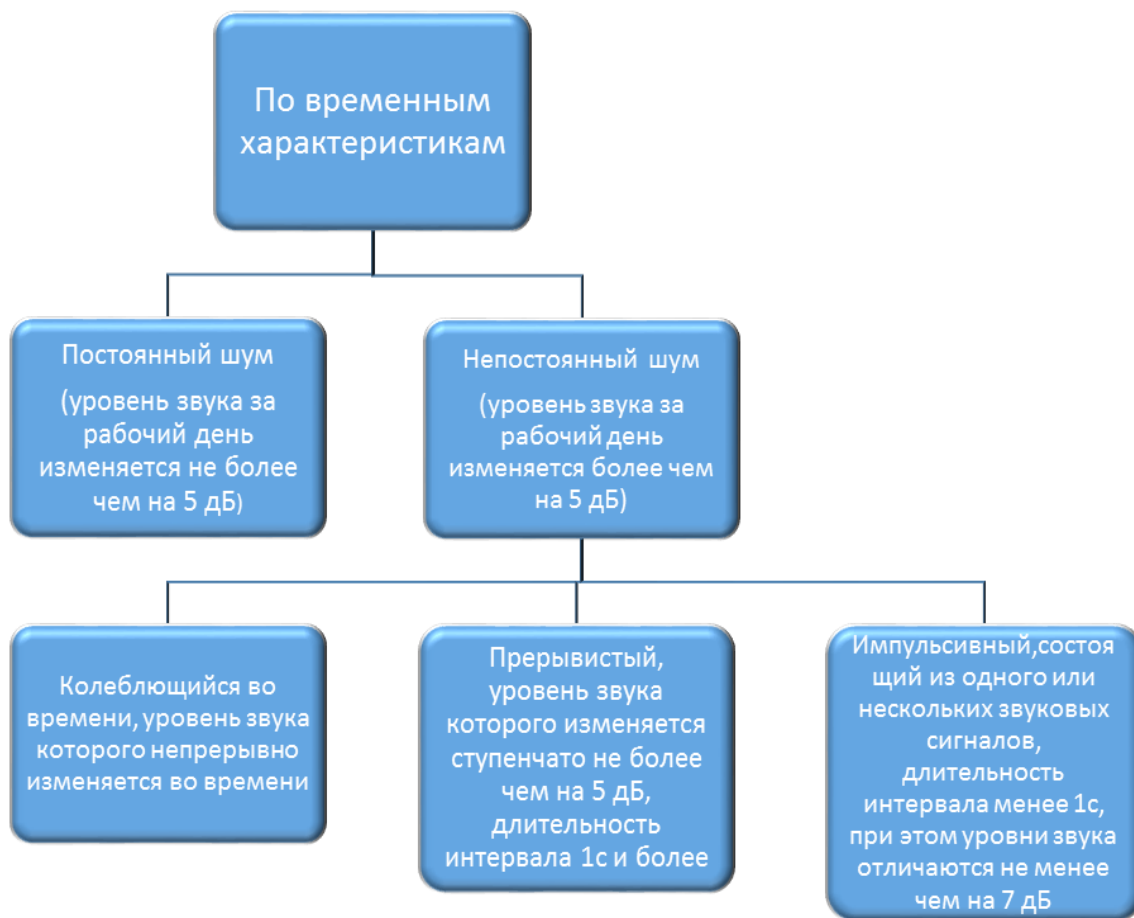 По временным
характеристикам
Постоянный шум
(уровень звука за
рабочий день
изменяется не более
чем на 5 дБ)
Непостоянный шум
(уровень звука за
рабочий день
изменяется более чем
на 5 дБ)
Колеблющийся во
времени, уровень звука
которого непрерывно
изменяется во времени
Прерывистый,
уровень звука
которого изменяется
ступенчато не более
чем на 5 дБ,
длительность
интервала 1с и более
Импульсивный,состоя
щий из одного или
нескольких звуковых
сигналов,
длительность
интервала менее 1с,
при этом уровни звука
отличаются не менее
чем на 7 дБ